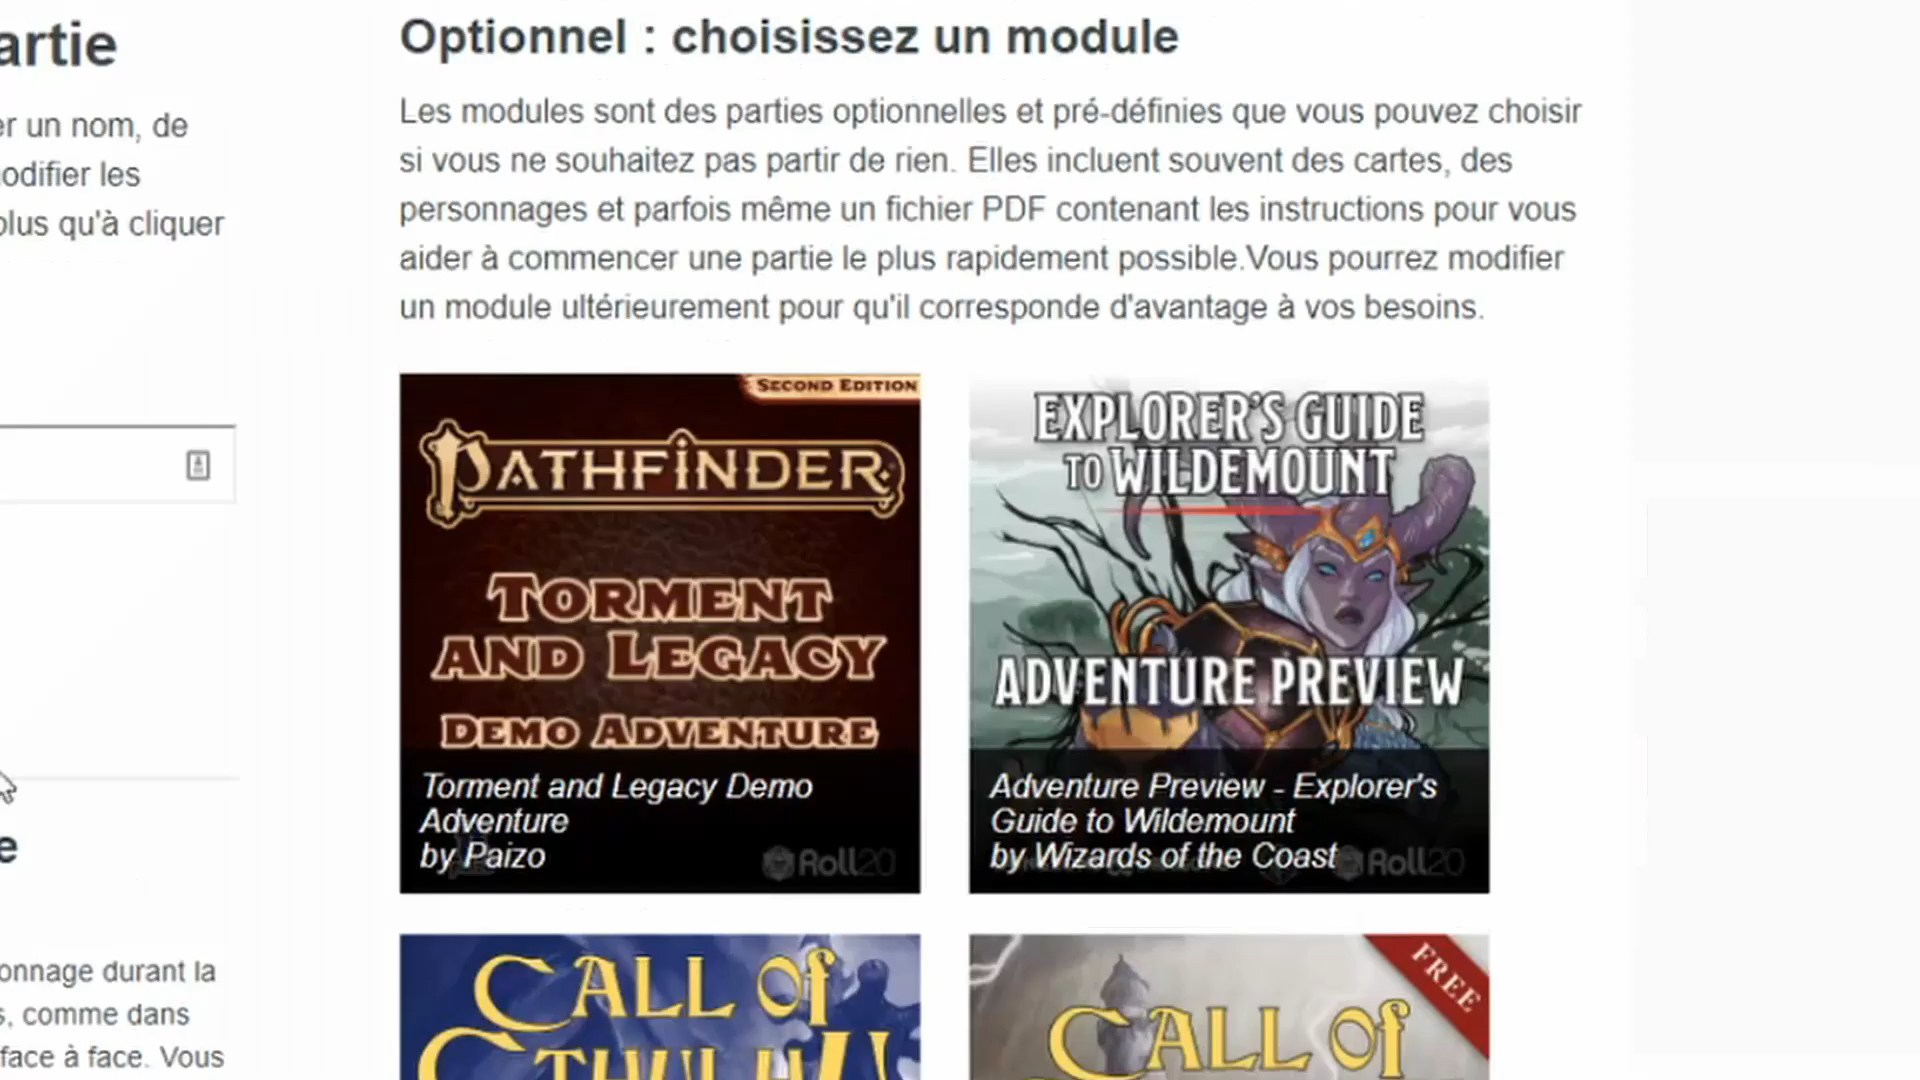 artie
er un nom, de
odifier les
plus qu'à cliquer
e
onnage durant la
s, comme dans
face à face. Vous
Optionnel : choisissez un module
Les modules sont des parties optionnelles et pré-définies que vous pouvez choisir
si vous ne souhaitez pas partir de rien. Elles incluent souvent des cartes, des
personnages et parfois même un fichier PDF contenant les instructions pour vous
aider à commencer une partie le plus rapidement possible.Vous pourrez modifier
un module ultérieurement pour qu'il corresponde d'avantage à vos besoins.
SECOND EDITION
PATHFINDER
TORMENT
AND LEGACY
DEMO ADVENTURE
Torment and Legacy Demo
Adventure
by Paizo
Roll20
EXPLORER'S GUIDE
TO WILDEMOUNT
ADVENTURE PREVIEW
Adventure Preview - Explorer's
Guide to Wildemount
by Wizards of the Coast
Roll20
CALL OF
CTHULHU
FREE
CALL OF